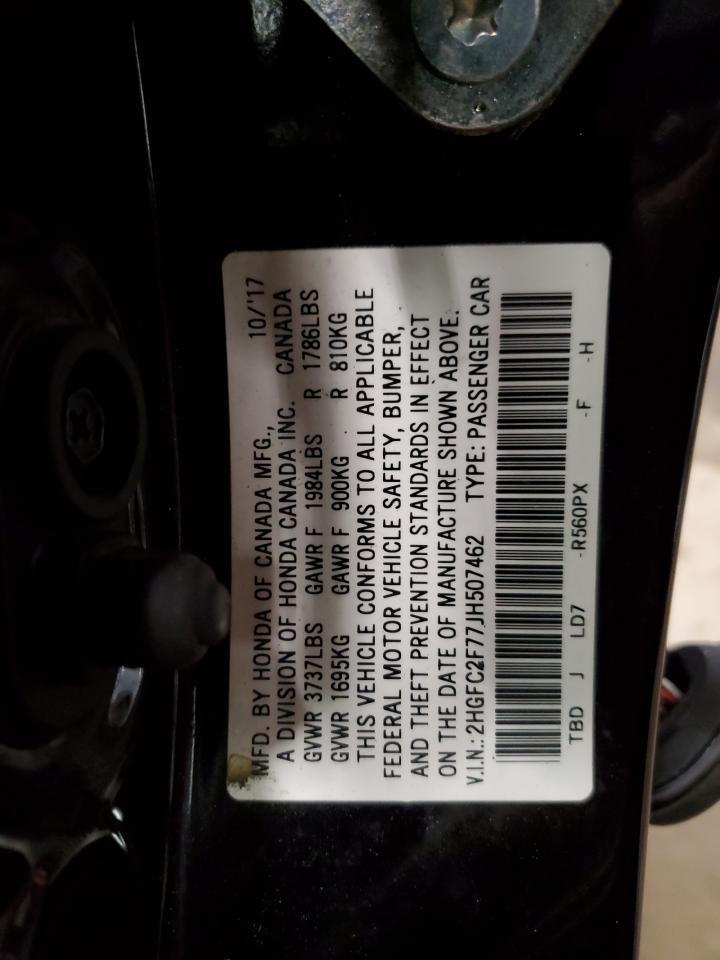 MFD. BY HONDA OF CANADA MFG., 10/'17
A DIVISION OF HONDA CANADA INC. CANADA
GVWR 3737LBS GAWR F 1984LBS R 1786LBS
GVWR 1695KG GAWR F 900KG R 810KG
THIS VEHICLE CONFORMS TO ALL APPLICABLE
FEDERAL MOTOR VEHICLE SAFETY, BUMPER,
AND THEFT PREVENTION STANDARDS IN EFFECT
ON THE DATE OF MANUFACTURE SHOWN ABOVE.
V.I.N.: 2HGFC2F77JH507462 TYPE: PASSENGER CAR
TBD J LD7 -R560PX -F -H